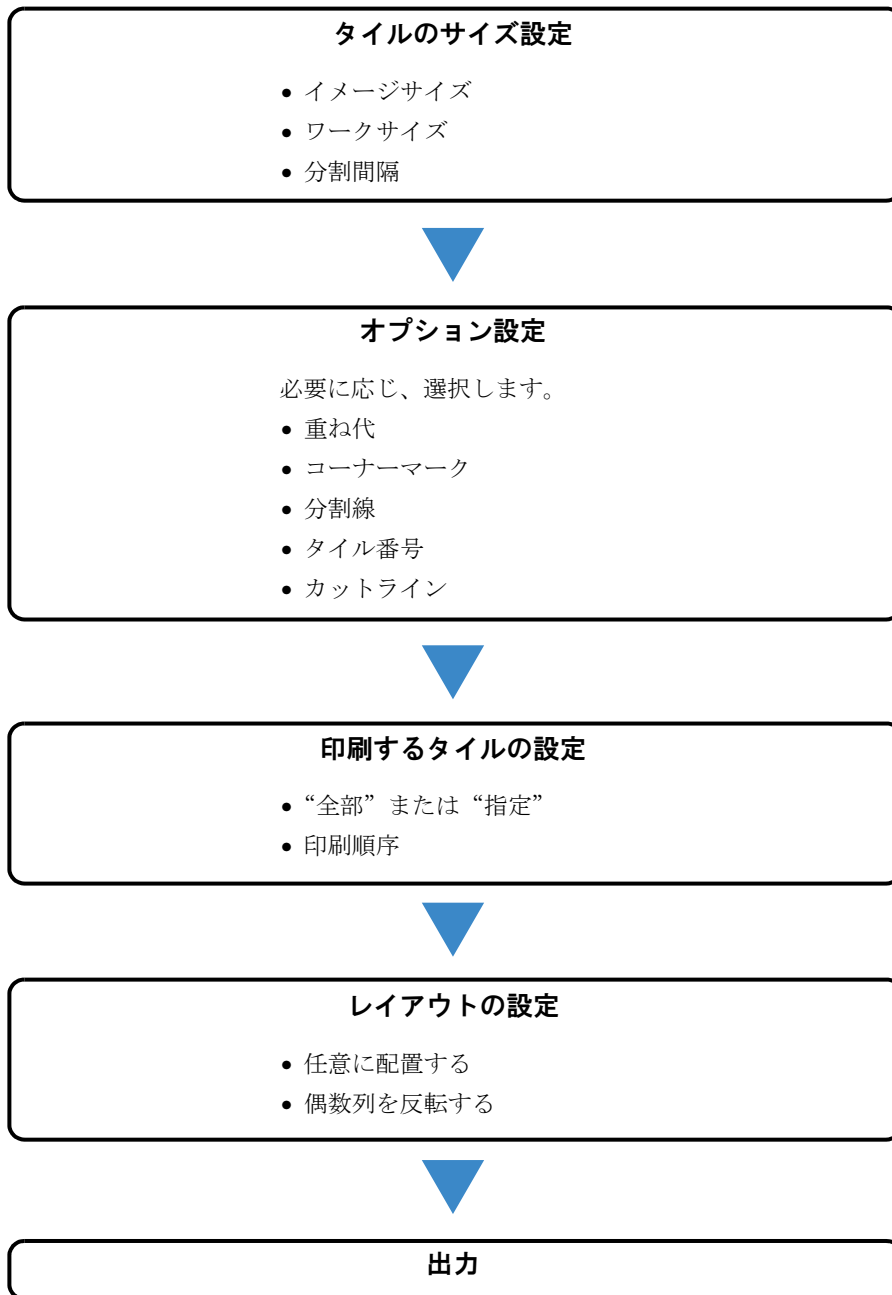 タイルのサイズ設定
• イメージサイズ
• ワークサイズ
• 分割間隔
オプション設定
必要に応じ、選択します。
• 重ね代
• コーナーマーク
• 分割線
• タイル番号
• カットライン
印刷するタイルの設定
• “全部”または“指定”
• 印刷順序
レイアウトの設定
• 任意に配置する
• 偶数列を反転する
出力